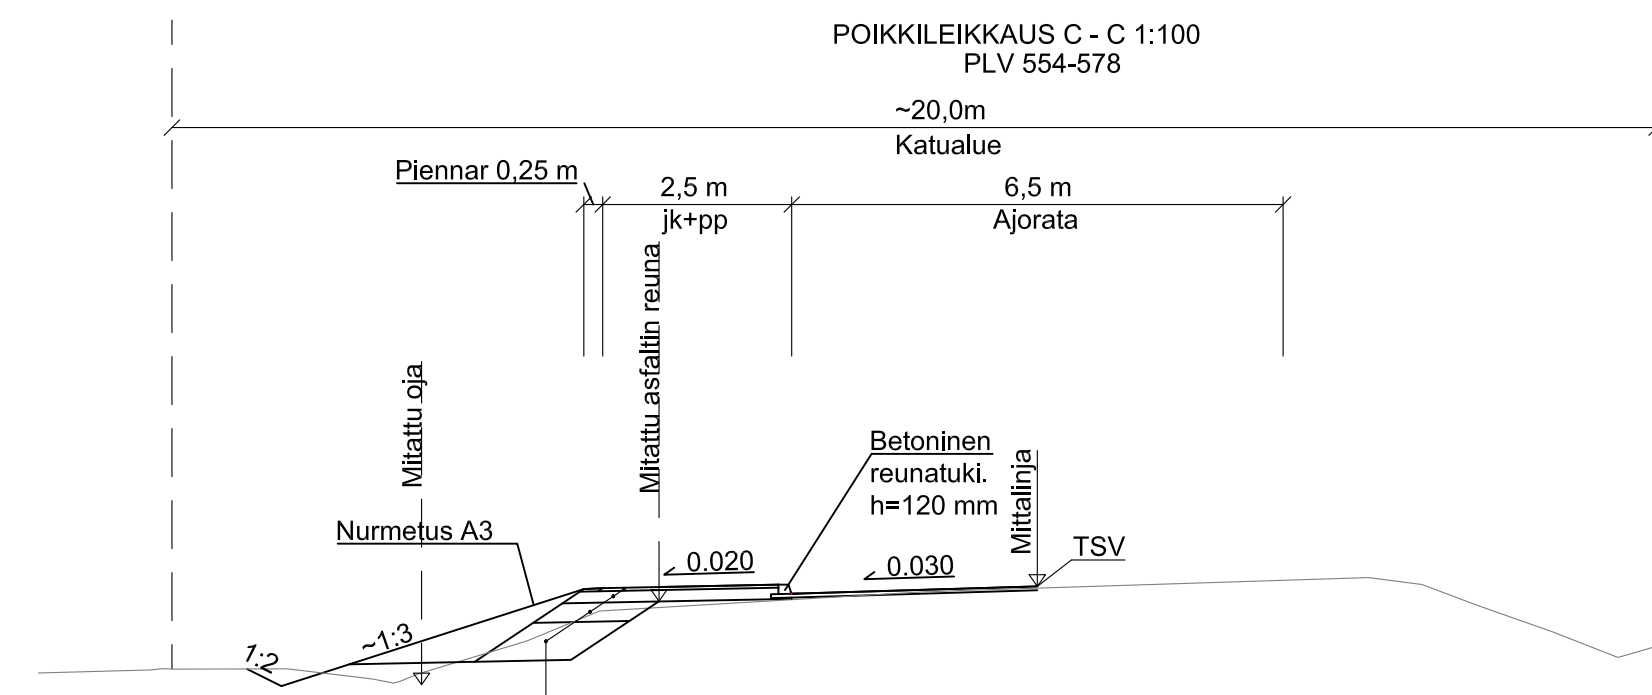 POIKKILEIKKAUS C - C 1:100
PLV 554-578
~20,0m
Katualue
Piennar 0,25 m
2,5 m
jk+pp
6,5 m
Ajorata
Mitattu oja
Mitattu asfaltin reuna
Betoninen
reunatuki.
h=120 mm
Mittalinja
Nurmetus A3
0.020
0.030
TSV
~1:3
1:2